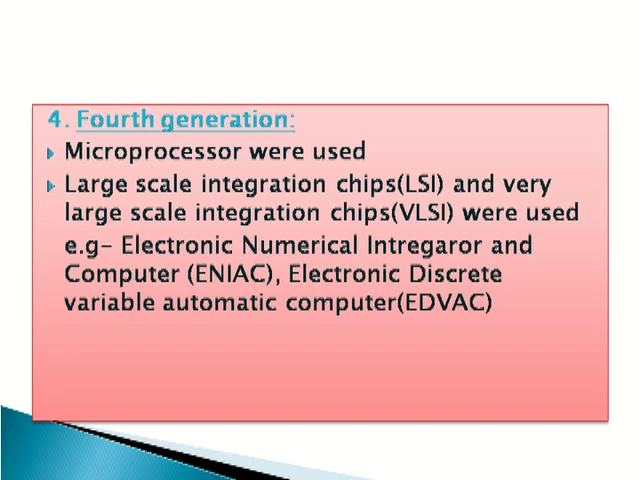 4. Fourth generation:
Microprocessor were used
Large scale integration chips(LSI) and very
large scale integration chips(VLSI) were used
e.g- Electronic Numerical Intregaror and
Computer (ENIAC), Electronic Discrete
variable automatic computer(EDVAC)